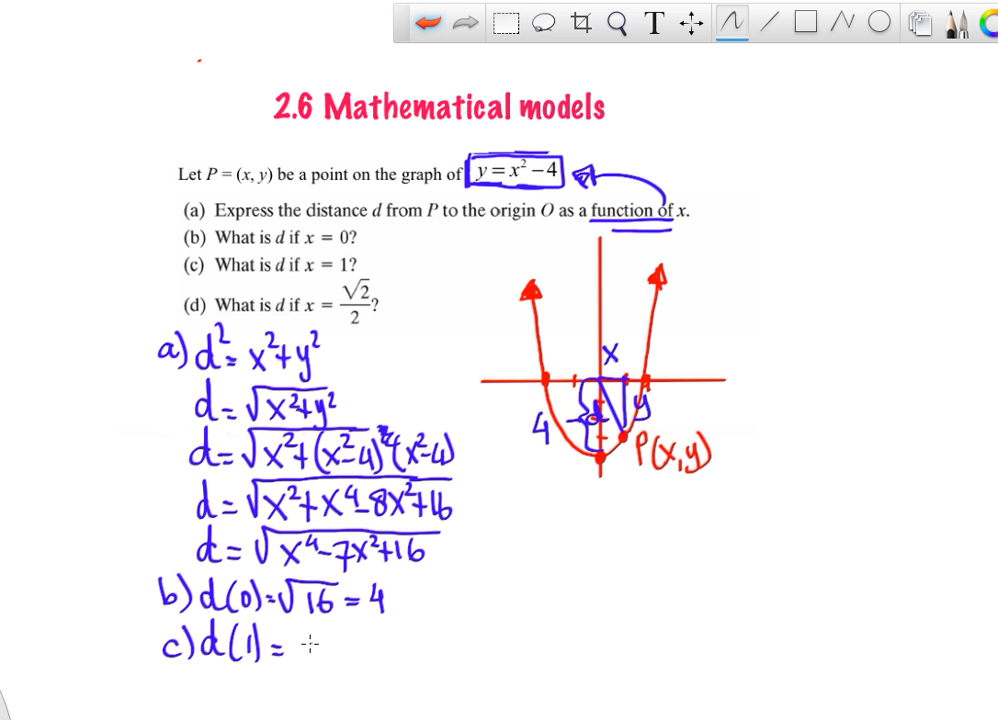 T
2.6 Mathematical models
Let P = (x, y) be a point on the graph of y = x² − 4
(a) Express the distance d from P to the origin O as a function of x.
(b) What is d if x = 0?
(c) What is d if x = 1?
(d) What is d if x = √2/2?
a) d² = x² + y²
d = √x² + y²
d = √x² + (x² - 4)² (x² - 4)
d = √x² + x⁴ - 8x² + 16
d = √x⁴ - 7x² + 16
b) d(0) = √16 = 4
c) d(1) =
x
4
d
y
P(x,y)